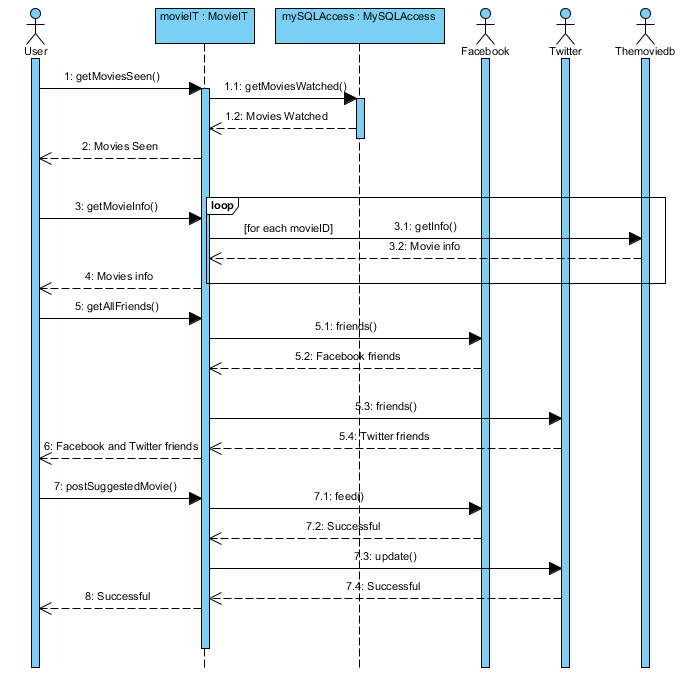 movieIT : MovieIT
mySQLAccess : MySQLAccess
User
Facebook
Twitter
Themoviedb
1: getMoviesSeen()
1.1: getMoviesWatched()
1.2: Movies Watched
2: Movies Seen
3: getMovieInfo()
loop
[for each movieID]
3.1: getInfo()
3.2: Movie info
4: Movies info
5: getAllFriends()
5.1: friends()
5.2: Facebook friends
5.3: friends()
5.4: Twitter friends
6: Facebook and Twitter friends
7: postSuggestedMovie()
7.1: feed()
7.2: Successful
7.3: update()
7.4: Successful
8: Successful